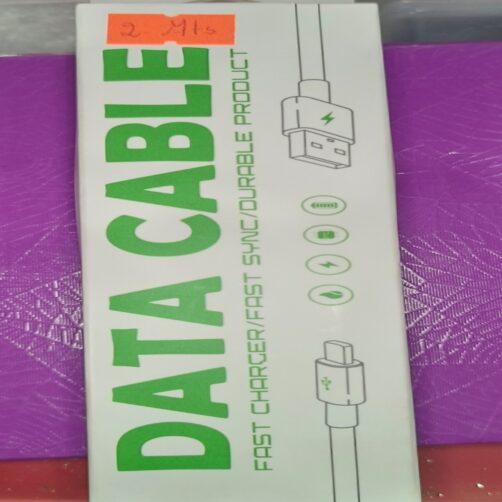 2 Mts
DATA CABLE
FAST CHARGER/FAST SYNC/DURABLE PRODUCT